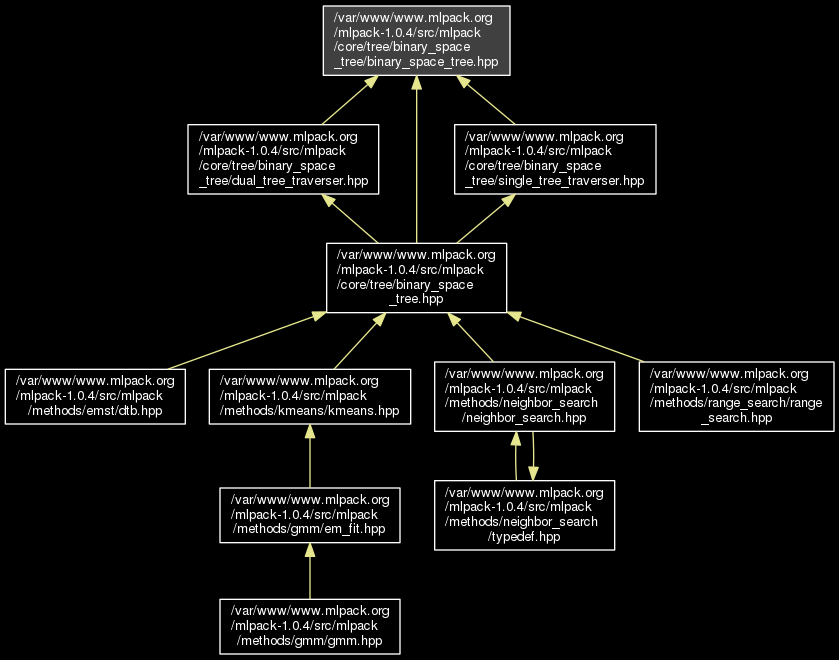 /var/www/www.mlpack.org
/mlpack-1.0.4/src/mlpack
/core/tree/binary_space
_tree/binary_space_tree.hpp
/var/www/www.mlpack.org
/mlpack-1.0.4/src/mlpack
/core/tree/binary_space
_tree/dual_tree_traverser.hpp
/var/www/www.mlpack.org
/mlpack-1.0.4/src/mlpack
/core/tree/binary_space
_tree/single_tree_traverser.hpp
/var/www/www.mlpack.org
/mlpack-1.0.4/src/mlpack
/core/tree/binary_space
_tree.hpp
/var/www/www.mlpack.org
/mlpack-1.0.4/src/mlpack
/methods/emst/dtb.hpp
/var/www/www.mlpack.org
/mlpack-1.0.4/src/mlpack
/methods/kmeans/kmeans.hpp
/var/www/www.mlpack.org
/mlpack-1.0.4/src/mlpack
/methods/neighbor_search
/neighbor_search.hpp
/var/www/www.mlpack.org
/mlpack-1.0.4/src/mlpack
/methods/range_search/range
_search.hpp
/var/www/www.mlpack.org
/mlpack-1.0.4/src/mlpack
/methods/gmm/em_fit.hpp
/var/www/www.mlpack.org
/mlpack-1.0.4/src/mlpack
/methods/neighbor_search
/typedef.hpp
/var/www/www.mlpack.org
/mlpack-1.0.4/src/mlpack
/methods/gmm/gmm.hpp